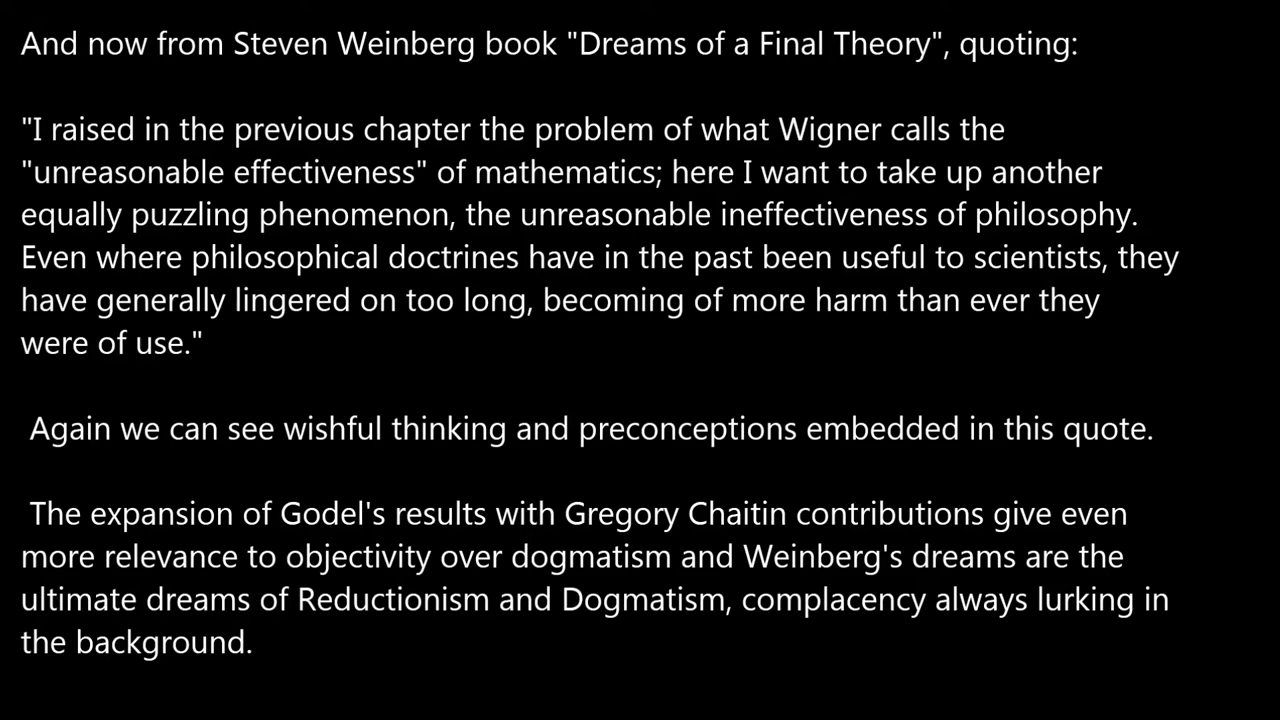 And now from Steven Weinberg book "Dreams of a Final Theory", quoting:
"I raised in the previous chapter the problem of what Wigner calls the
"unreasonable effectiveness" of mathematics; here I want to take up another
equally puzzling phenomenon, the unreasonable ineffectiveness of philosophy.
Even where philosophical doctrines have in the past been useful to scientists, they
have generally lingered on too long, becoming of more harm than ever they
were of use."
Again we can see wishful thinking and preconceptions embedded in this quote.
The expansion of Godel's results with Gregory Chaitin contributions give even
more relevance to objectivity over dogmatism and Weinberg's dreams are the
ultimate dreams of Reductionism and Dogmatism, complacency always lurking in
the background.